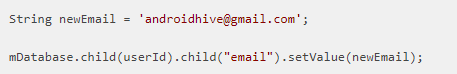 String newEmail = 'androidhive@gmail.com';
mDatabase.child(userId).child("email").setValue(newEmail);